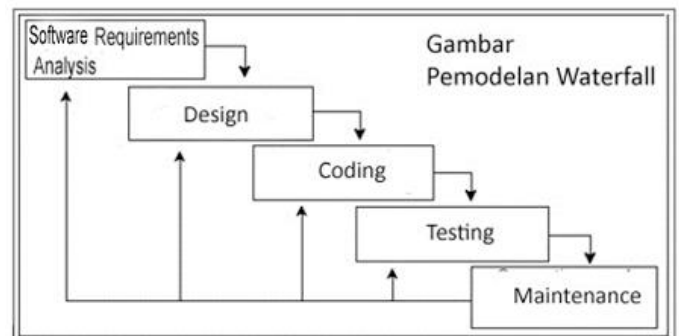 Software Requirements
Analysis
Gambar
Pemodelan Waterfall
Design
Coding
Testing
Maintenance